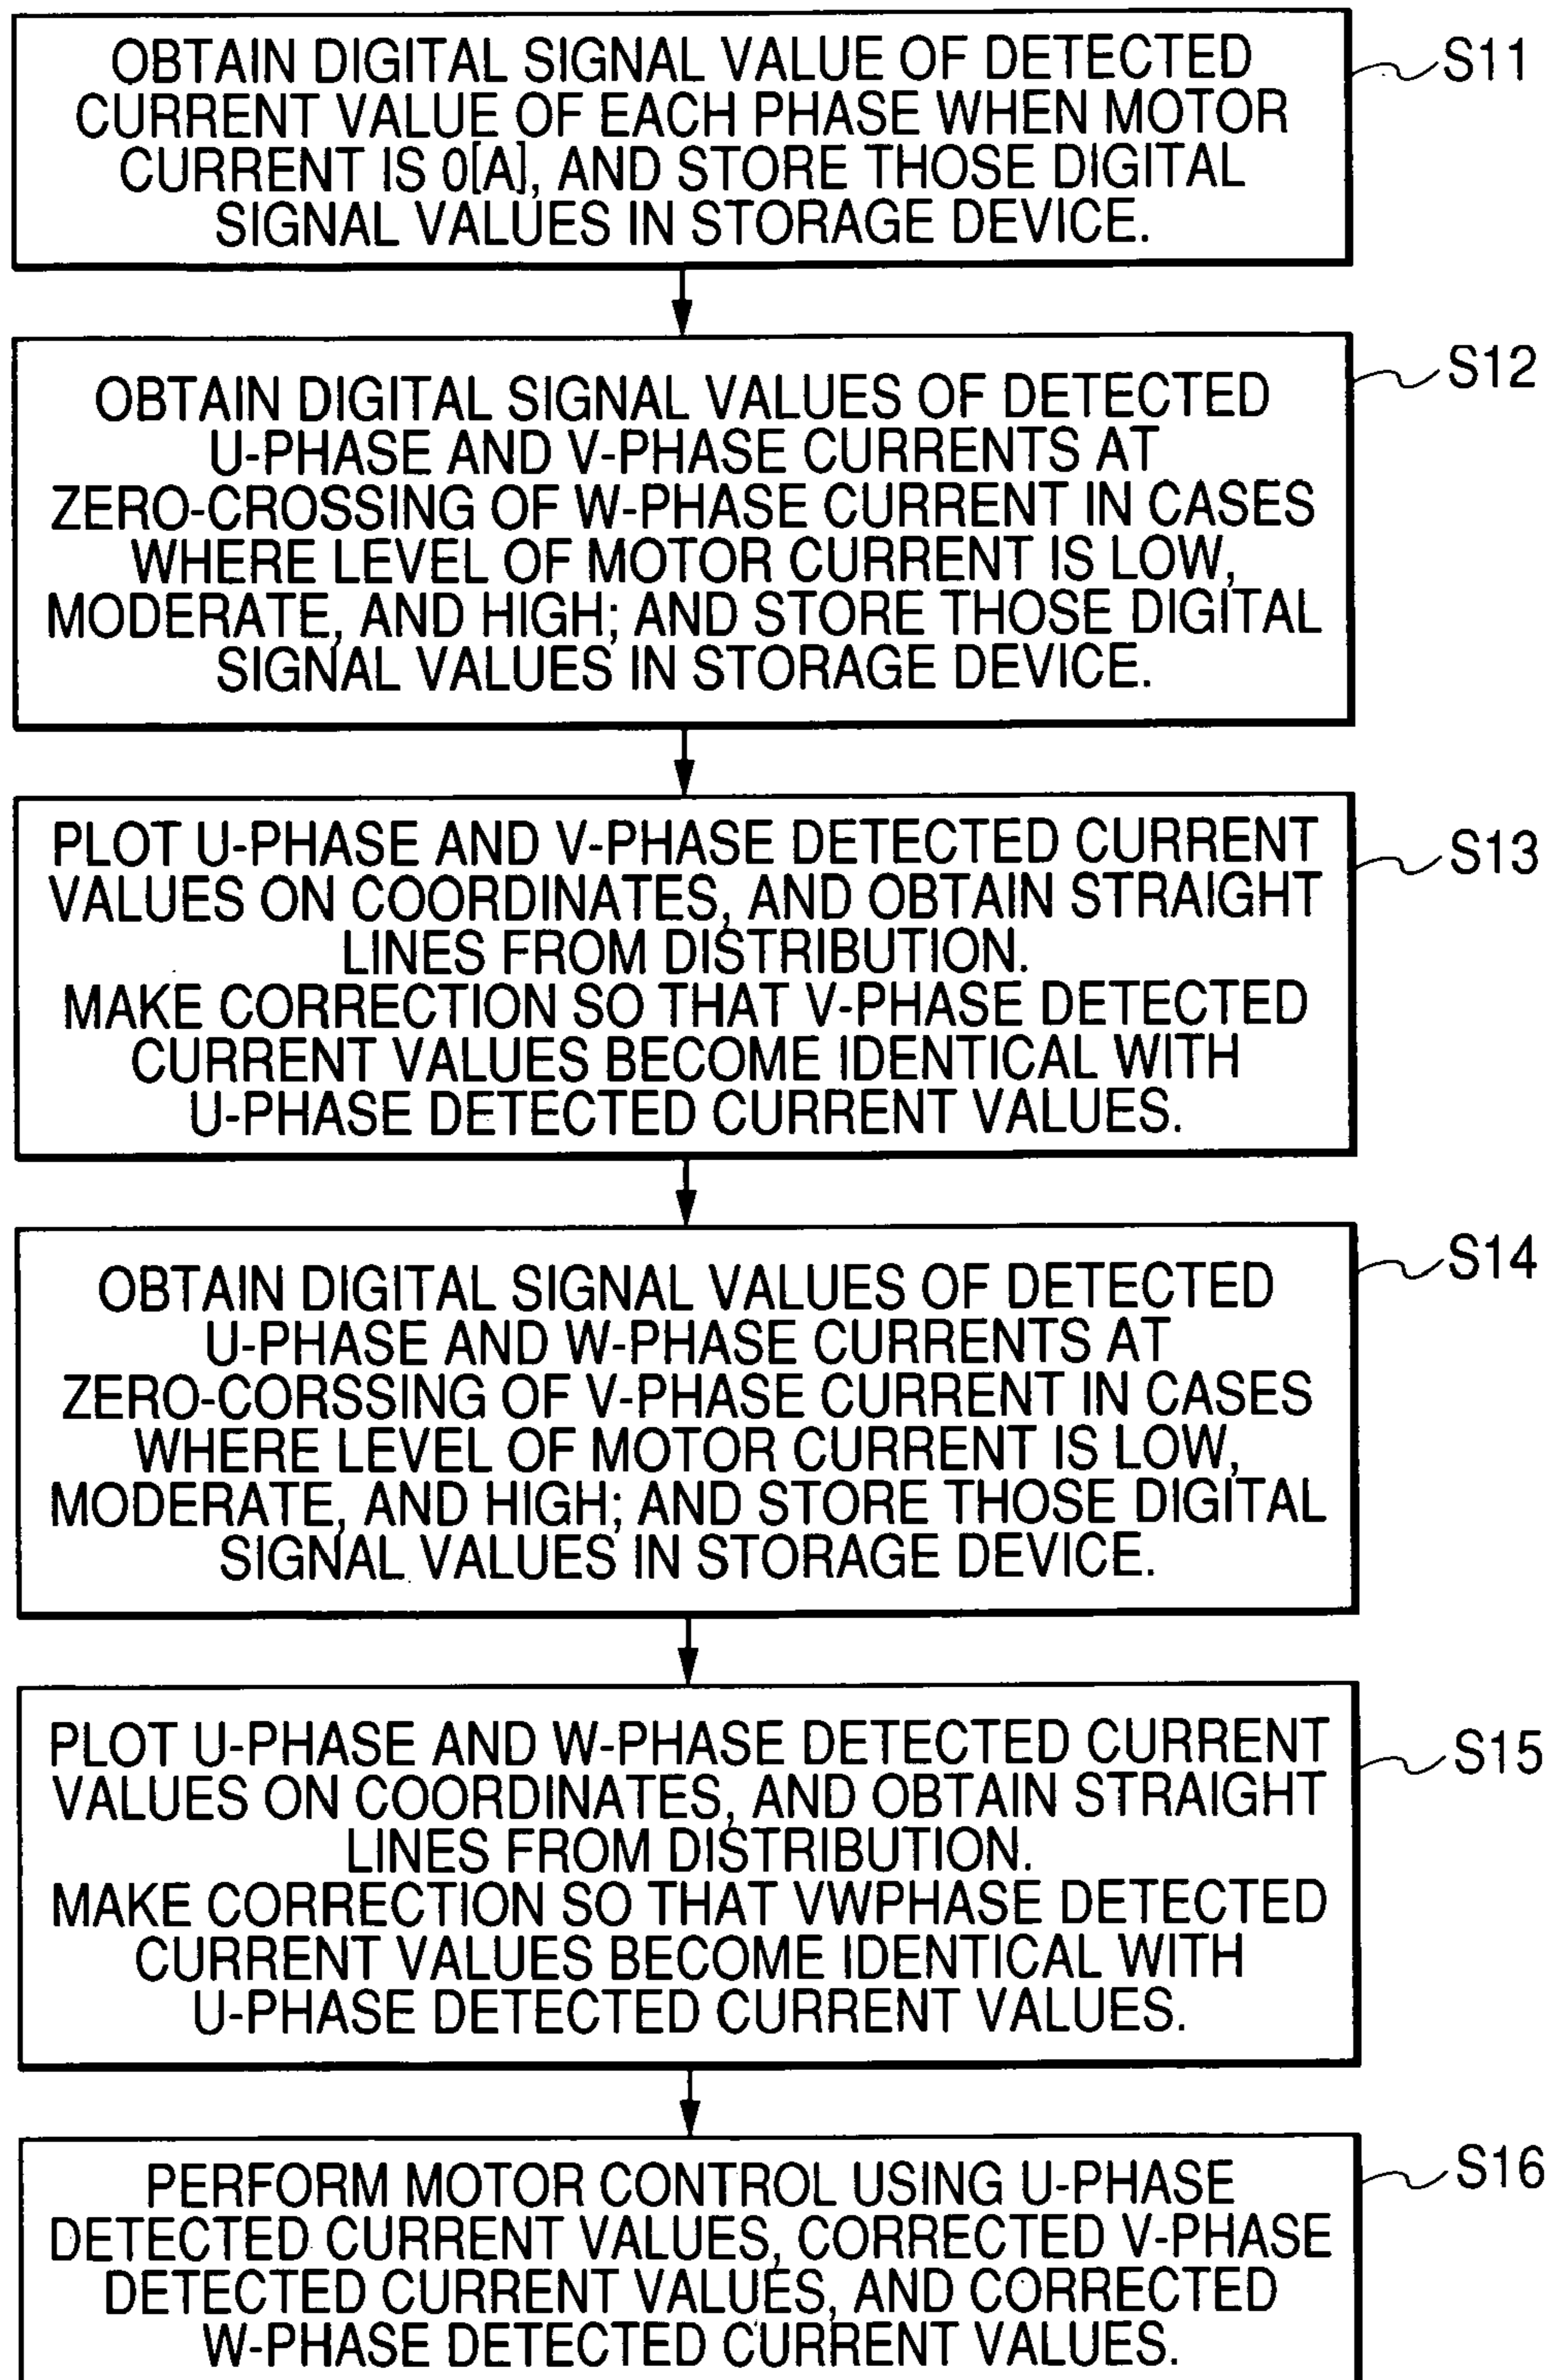 OBTAIN DIGITAL SIGNAL VALUE OF DETECTED
CURRENT VALUE OF EACH PHASE WHEN MOTOR
CURRENT IS 0[A], AND STORE THOSE DIGITAL
SIGNAL VALUES IN STORAGE DEVICE.
S11
OBTAIN DIGITAL SIGNAL VALUES OF DETECTED
U-PHASE AND V-PHASE CURRENTS AT
ZERO-CROSSING OF W-PHASE CURRENT IN CASES
WHERE LEVEL OF MOTOR CURRENT IS LOW,
MODERATE, AND HIGH; AND STORE THOSE DIGITAL
SIGNAL VALUES IN STORAGE DEVICE.
S12
PLOT U-PHASE AND V-PHASE DETECTED CURRENT
VALUES ON COORDINATES, AND OBTAIN STRAIGHT
LINES FROM DISTRIBUTION.
MAKE CORRECTION SO THAT V-PHASE DETECTED
CURRENT VALUES BECOME IDENTICAL WITH
U-PHASE DETECTED CURRENT VALUES.
S13
OBTAIN DIGITAL SIGNAL VALUES OF DETECTED
U-PHASE AND W-PHASE CURRENTS AT
ZERO-CORSSING OF V-PHASE CURRENT IN CASES
WHERE LEVEL OF MOTOR CURRENT IS LOW,
MODERATE, AND HIGH; AND STORE THOSE DIGITAL
SIGNAL VALUES IN STORAGE DEVICE.
S14
PLOT U-PHASE AND W-PHASE DETECTED CURRENT
VALUES ON COORDINATES, AND OBTAIN STRAIGHT
LINES FROM DISTRIBUTION.
MAKE CORRECTION SO THAT VWPHASE DETECTED
CURRENT VALUES BECOME IDENTICAL WITH
U-PHASE DETECTED CURRENT VALUES.
S15
PERFORM MOTOR CONTROL USING U-PHASE
DETECTED CURRENT VALUES, CORRECTED V-PHASE
DETECTED CURRENT VALUES, AND CORRECTED
W-PHASE DETECTED CURRENT VALUES.
S16